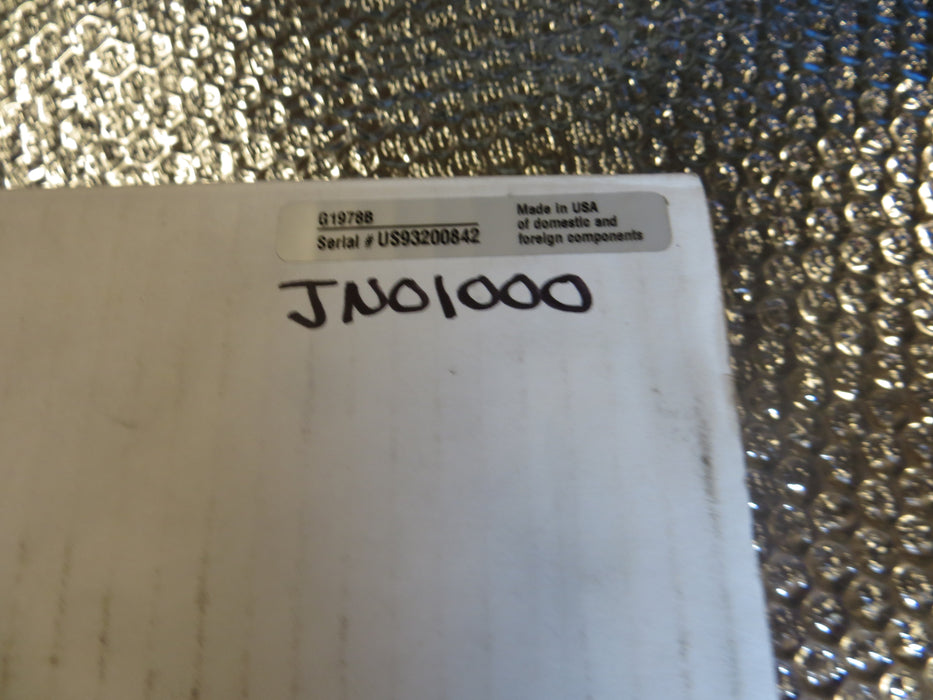 G1978B
Serial # US93200842
Made in USA
of domestic and
foreign components
JN01000